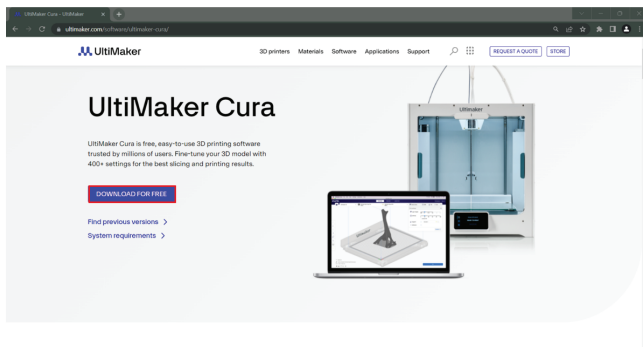 UltiMaker Cura - UltiMaker
ultimaker.com/software/ultimaker-cura/
UltiMaker
3D printers Materials Software Applications Support
REQUEST A QUOTE STORE
UltiMaker Cura
UltiMaker Cura is free, easy-to-use 3D printing software
trusted by millions of users. Fine-tune your 3D model with
400+ settings for the best slicing and printing results.
DOWNLOAD FOR FREE
Find previous versions >
System requirements >
Ultimaker